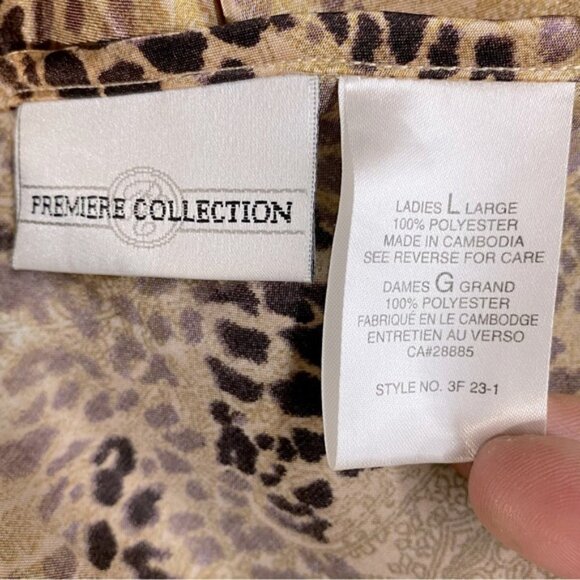 PREMIERE COLLECTION
LADIES L LARGE
100% POLYESTER
MADE IN CAMBODIA
SEE REVERSE FOR CARE
DAMES G GRAND
100% POLYESTER
FABRIQUÉ EN LE CAMBODGE
ENTRETIEN AU VERSO
CA#28885
STYLE NO. 3F 23-1